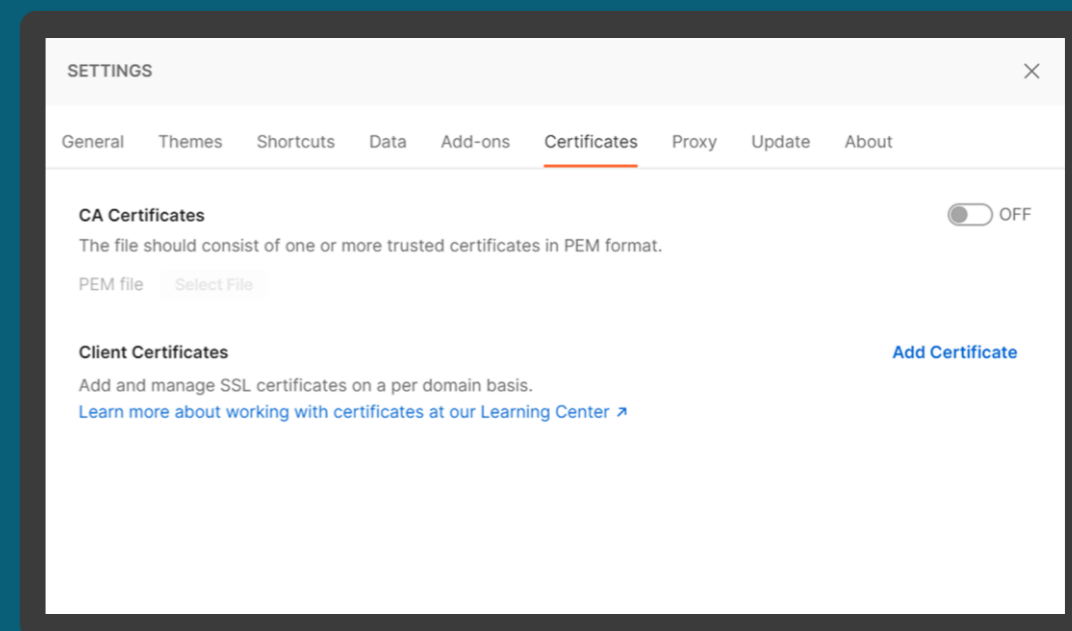 SETTINGS
General Themes Shortcuts Data Add-ons Certificates Proxy Update About
CA Certificates OFF
The file should consist of one or more trusted certificates in PEM format.
PEM file Select File
Client Certificates Add Certificate
Add and manage SSL certificates on a per domain basis.
Learn more about working with certificates at our Learning Center ↗